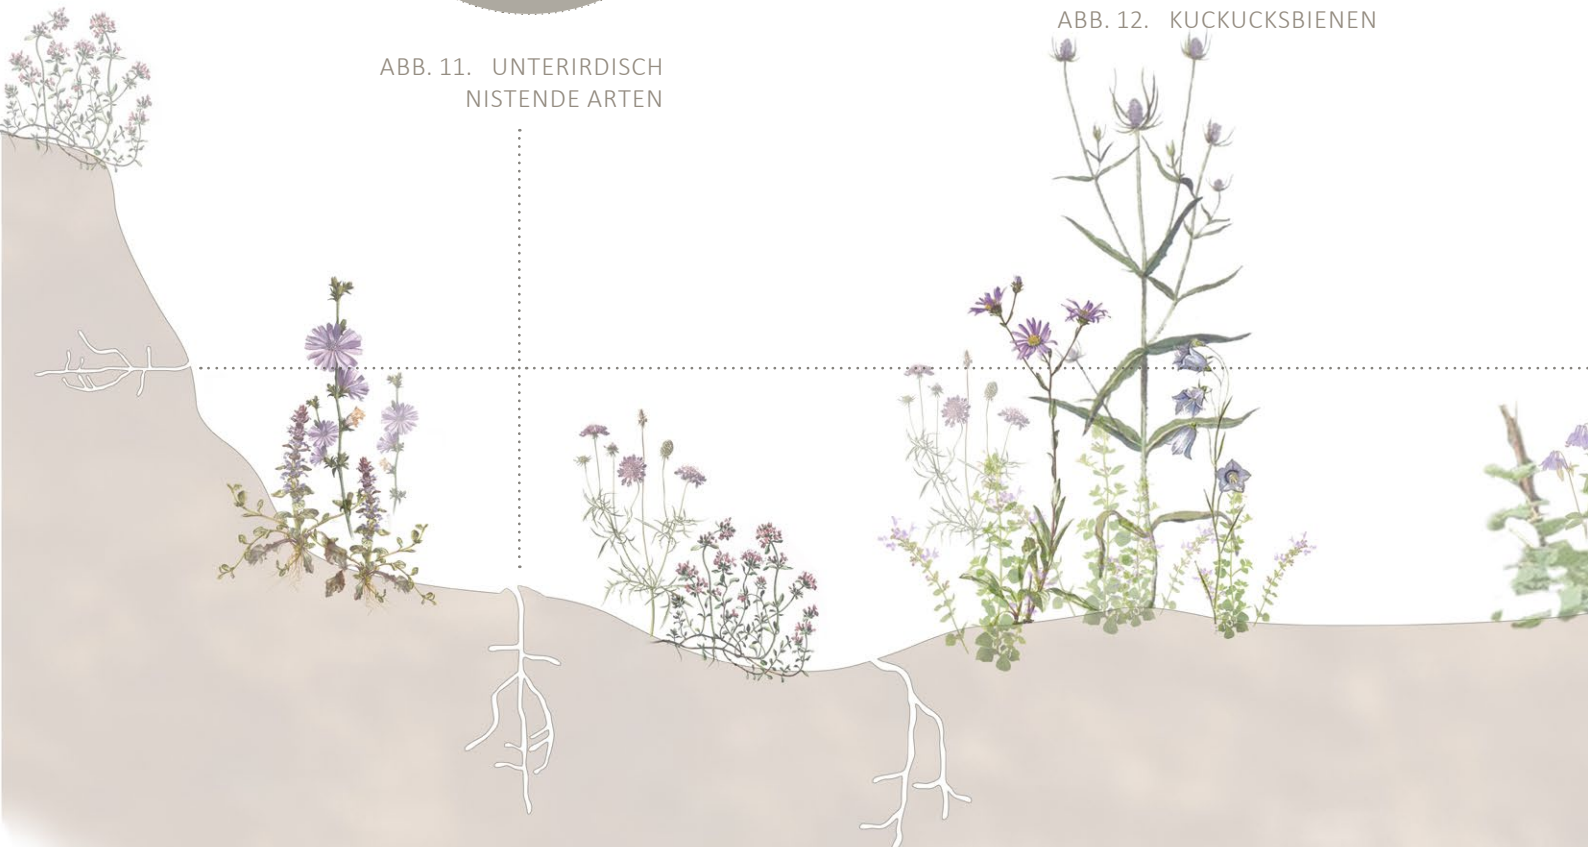 ABB. 11. UNTERIRDISCH
NISTENDE ARTEN
ABB. 12. KUCKUCKSBIENEN